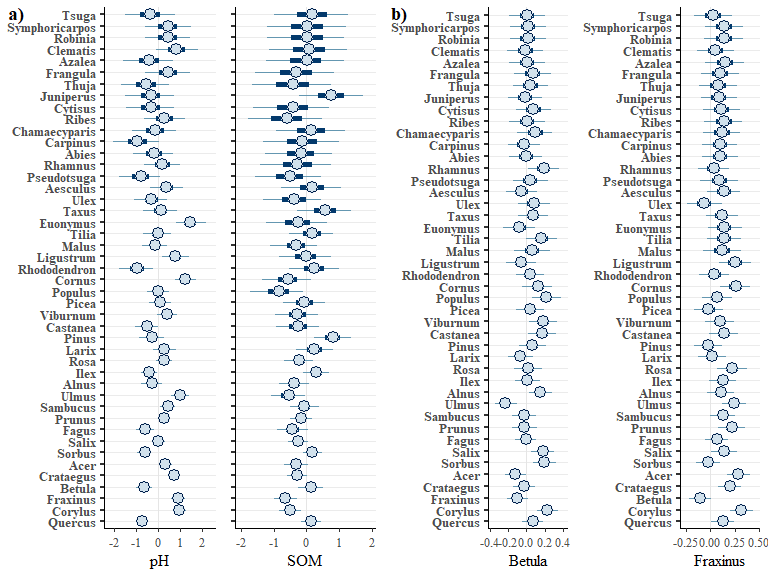 a)
b)
Tsuga
Symphoricarpos
Robinia
Clematis
Azalea
Frangula
Thuja
Juniperus
Cytisus
Ribes
Chamaecyparis
Carpinus
Abies
Rhamnus
Pseudotsuga
Aesculus
Ulex
Taxus
Euonymus
Tilia
Malus
Ligustrum
Rhododendron
Cornus
Populus
Picea
Viburnum
Castanea
Pinus
Larix
Rosa
Ilex
Alnus
Ulmus
Sambucus
Prunus
Fagus
Salix
Sorbus
Acer
Crataegus
Betula
Fraxinus
Corylus
Quercus
-2 -1 0 1 2
pH
-2 -1 0 1 2
SOM
Tsuga
Symphoricarpos
Robinia
Clematis
Azalea
Frangula
Thuja
Juniperus
Cytisus
Ribes
Chamaecyparis
Carpinus
Abies
Rhamnus
Pseudotsuga
Aesculus
Ulex
Taxus
Euonymus
Tilia
Malus
Ligustrum
Rhododendron
Cornus
Populus
Picea
Viburnum
Castanea
Pinus
Larix
Rosa
Ilex
Alnus
Ulmus
Sambucus
Prunus
Fagus
Salix
Sorbus
Acer
Crataegus
Fraxinus
Corylus
Quercus
-0.4 -0.2 0.0 0.2 0.4
Betula
Tsuga
Symphoricarpos
Robinia
Clematis
Azalea
Frangula
Thuja
Juniperus
Cytisus
Ribes
Chamaecyparis
Carpinus
Abies
Rhamnus
Pseudotsuga
Aesculus
Ulex
Taxus
Euonymus
Tilia
Malus
Ligustrum
Rhododendron
Cornus
Populus
Picea
Viburnum
Castanea
Pinus
Larix
Rosa
Ilex
Alnus
Ulmus
Sambucus
Prunus
Fagus
Salix
Sorbus
Acer
Crataegus
Betula
Corylus
Quercus
-0.25 0.00 0.25 0.50
Fraxinus